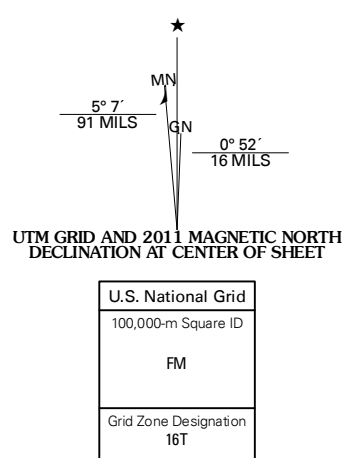 MN
5° 7´
91 MILS
GN
0° 52´
16 MILS
UTM GRID AND 2011 MAGNETIC NORTH
DECLINATION AT CENTER OF SHEET
U.S. National Grid
100,000-m Square ID
FM
Grid Zone Designation
16T